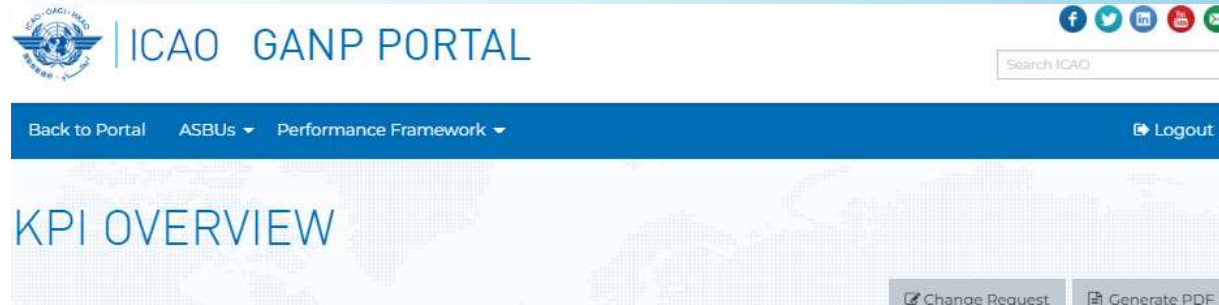 ICAO GANP PORTAL
Search ICAO
Back to Portal ASBUs Performance Framework Logout
KPI OVERVIEW
Change Request Generate PDF